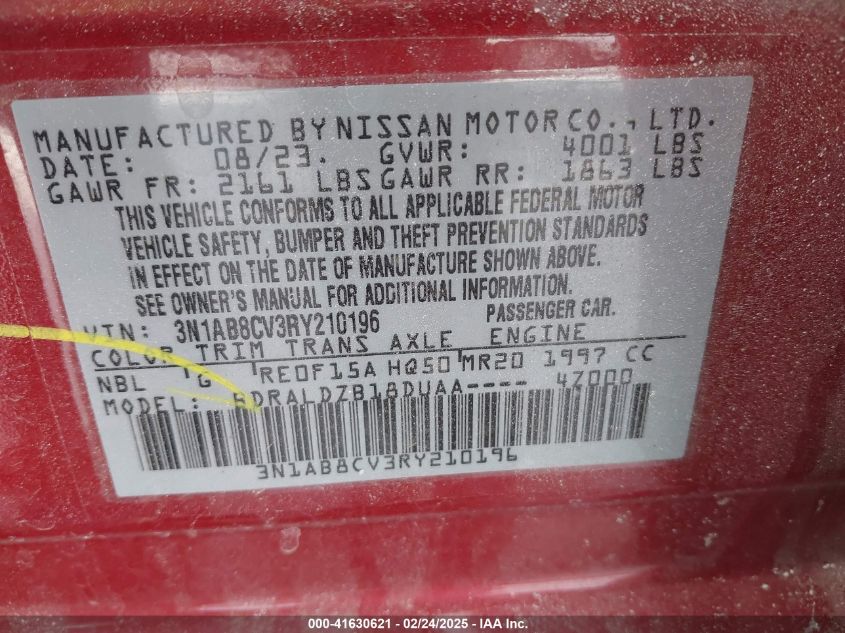 MANUFACTURED BY NISSAN MOTOR CO., LTD.
DATE: 08/23. GVWR: 4001 LBS
GAWR FR: 2161 LBS GAWR RR: 1863 LBS
THIS VEHICLE CONFORMS TO ALL APPLICABLE FEDERAL MOTOR
VEHICLE SAFETY, BUMPER AND THEFT PREVENTION STANDARDS
IN EFFECT ON THE DATE OF MANUFACTURE SHOWN ABOVE.
SEE OWNER'S MANUAL FOR ADDITIONAL INFORMATION.
VIN: 3N1AB8CV3RY210196 PASSENGER CAR.
COLOR TRIM TRANS AXLE ENGINE
NBL G RE0F15A HQ50 MR20 1997 CC
MODEL: BDRALDZB18DUAA---- 47000
3N1AB8CV3RY210196
000-41630621 - 02/24/2025 - IAA Inc.